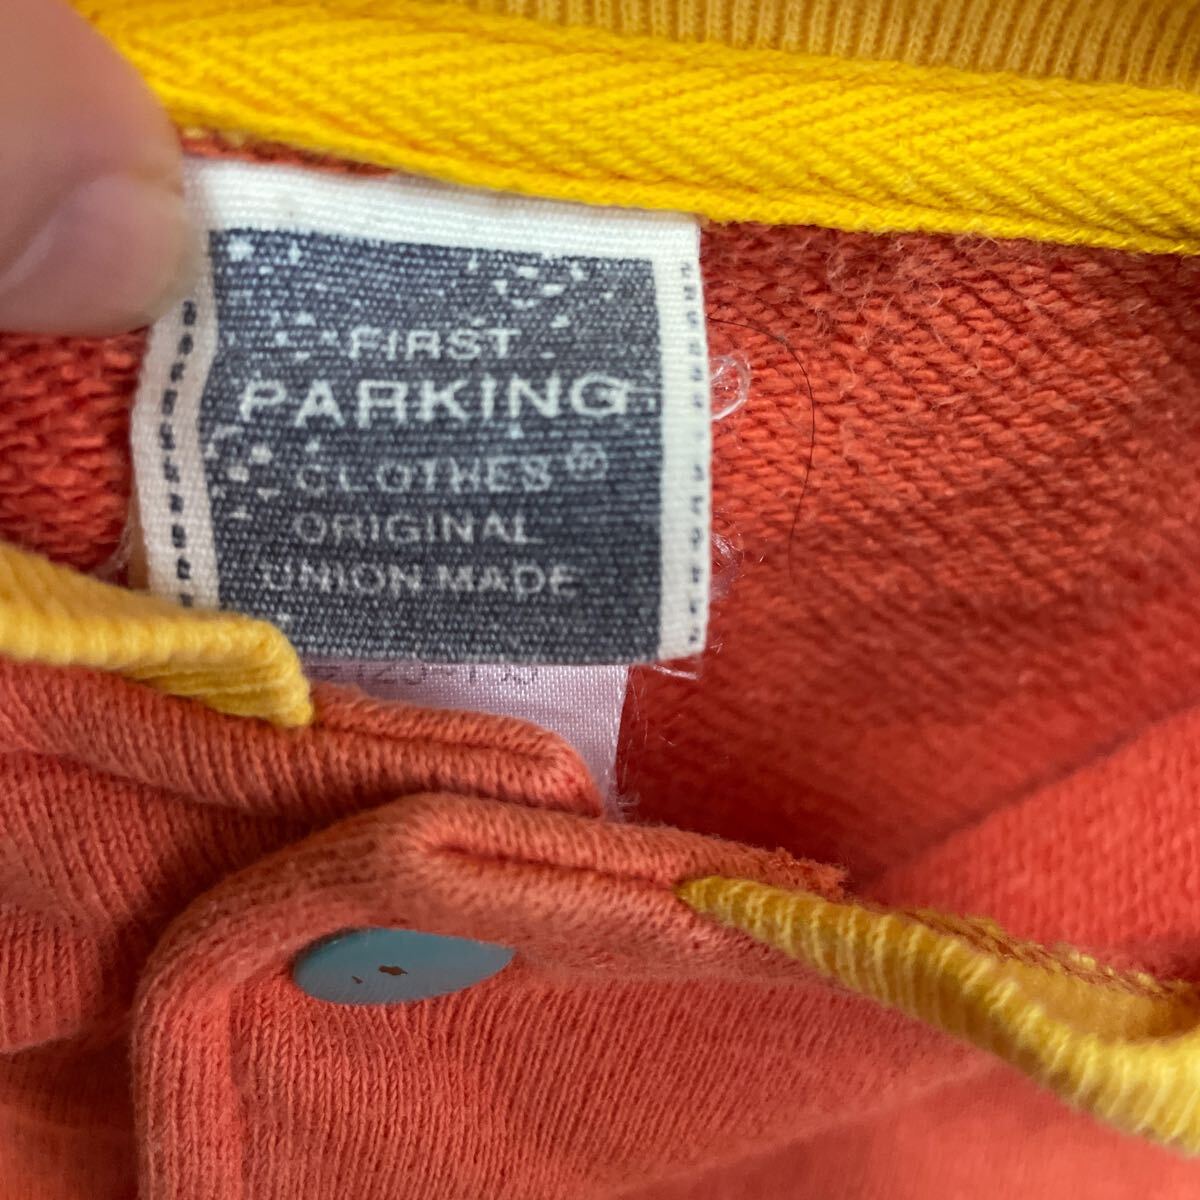 FIRST
PARKING
CLOTHES®
ORIGINAL
UNION MADE